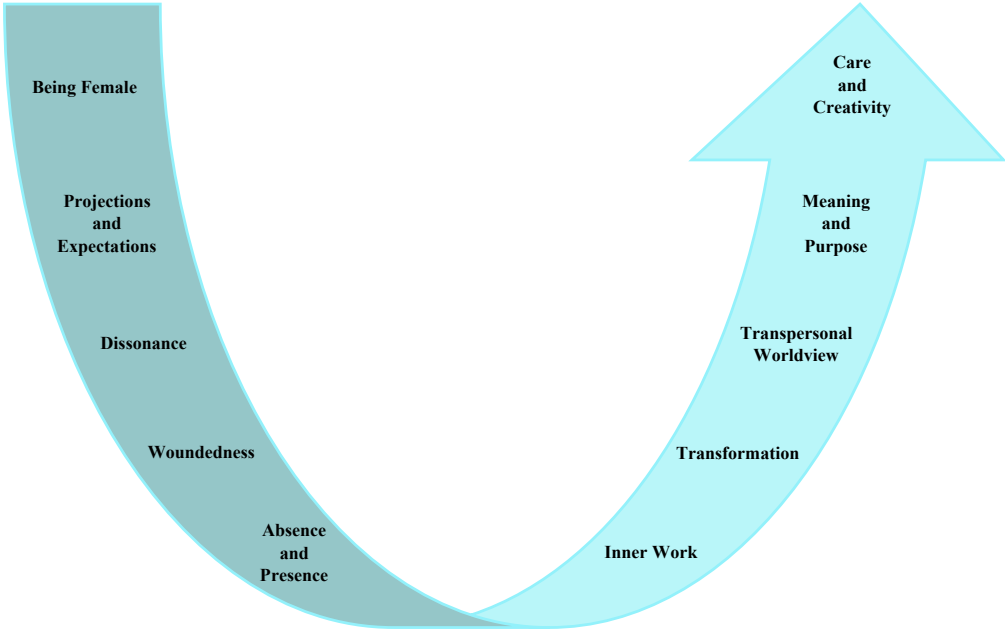 Being Female
Projections
and
Expectations
Dissonance
Woundedness
Absence
and
Presence
Inner Work
Transformation
Transpersonal
Worldview
Meaning
and
Purpose
Care
and
Creativity